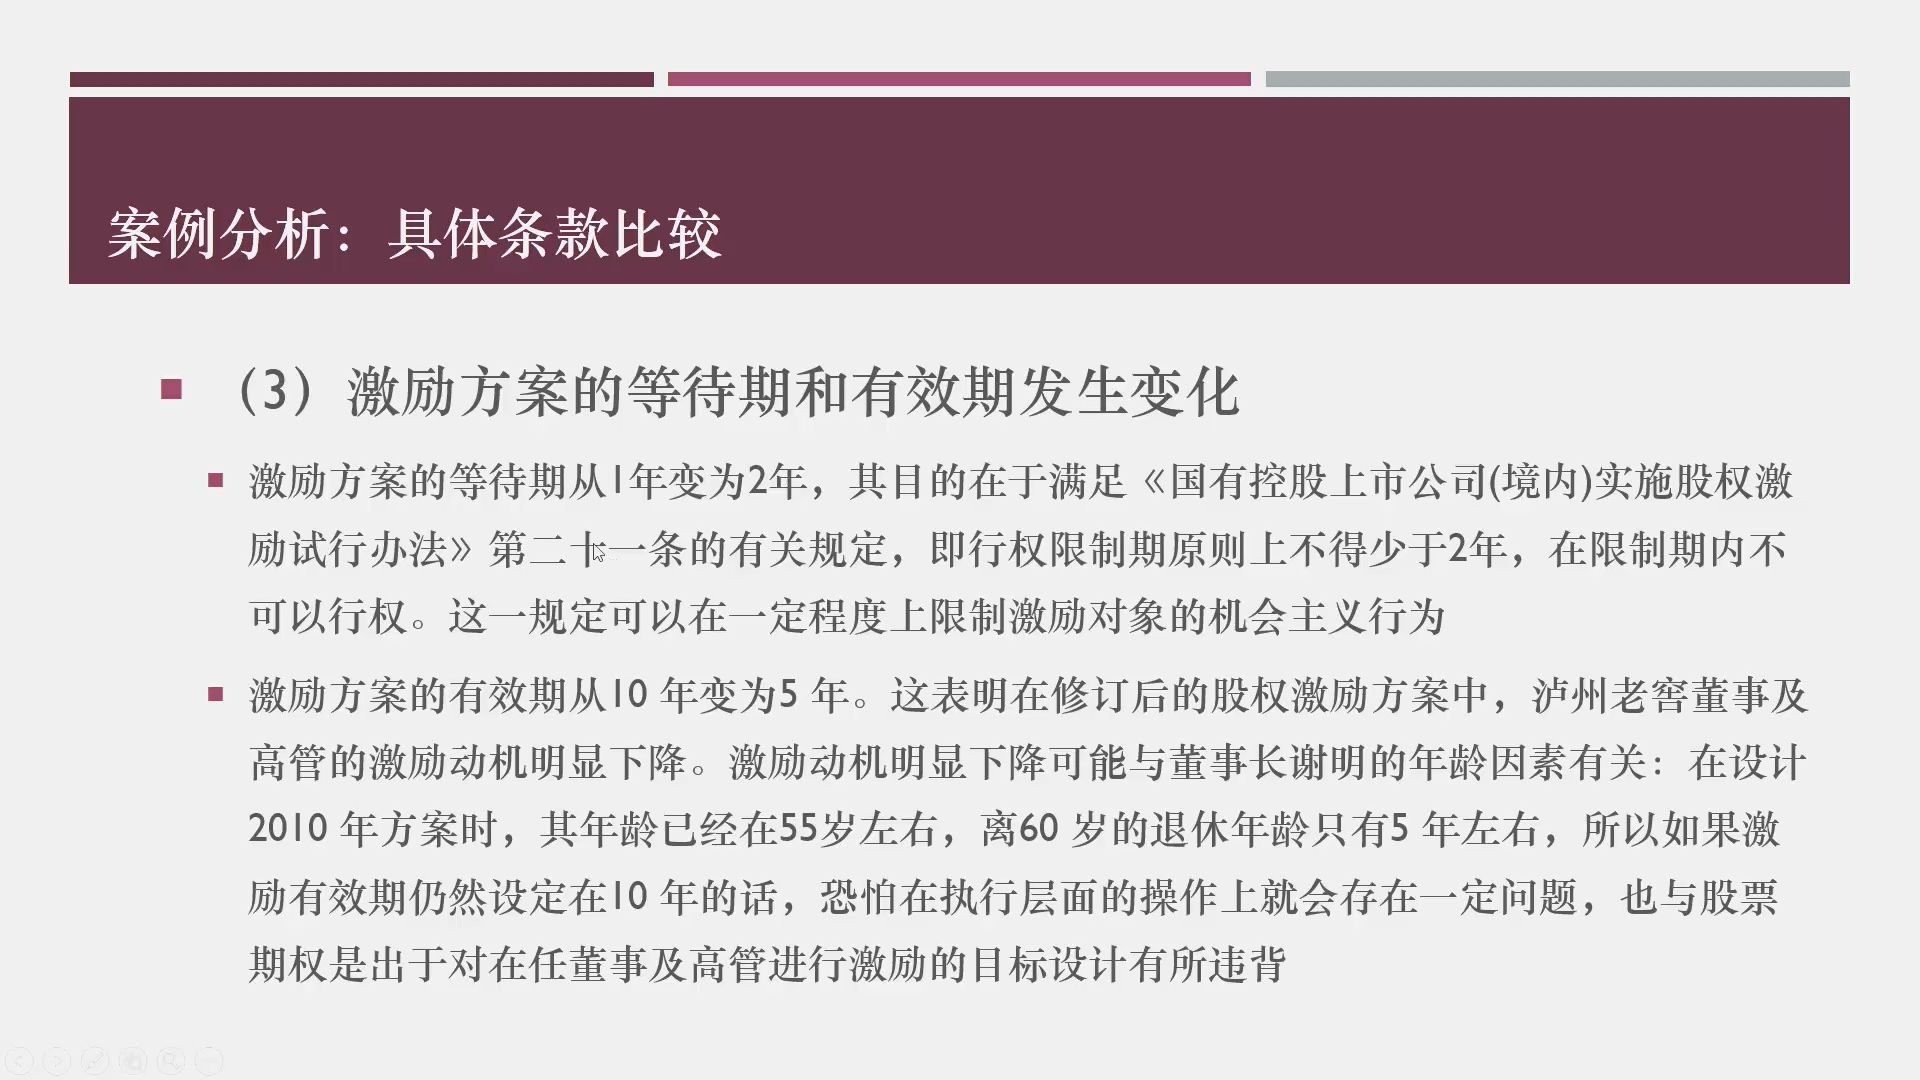 案例分析：具体条款比较
（3）激励方案的等待期和有效期发生变化
激励方案的等待期从1年变为2年，其目的在于满足《国有控股上市公司(境内)实施股权激
励试行办法》第二十一条的有关规定，即行权限制期原则上不得少于2年，在限制期内不
可以行权。这一规定可以在一定程度上限制激励对象的机会主义行为
激励方案的有效期从10 年变为5 年。这表明在修订后的股权激励方案中，泸州老窖董事及
高管的激励动机明显下降。激励动机明显下降可能与董事长谢明的年龄因素有关：在设计
2010 年方案时，其年龄已经在55岁左右，离60 岁的退休年龄只有5 年左右，所以如果激
励有效期仍然设定在10 年的话，恐怕在执行层面的操作上就会存在一定问题，也与股票
期权是出于对在任董事及高管进行激励的目标设计有所违背